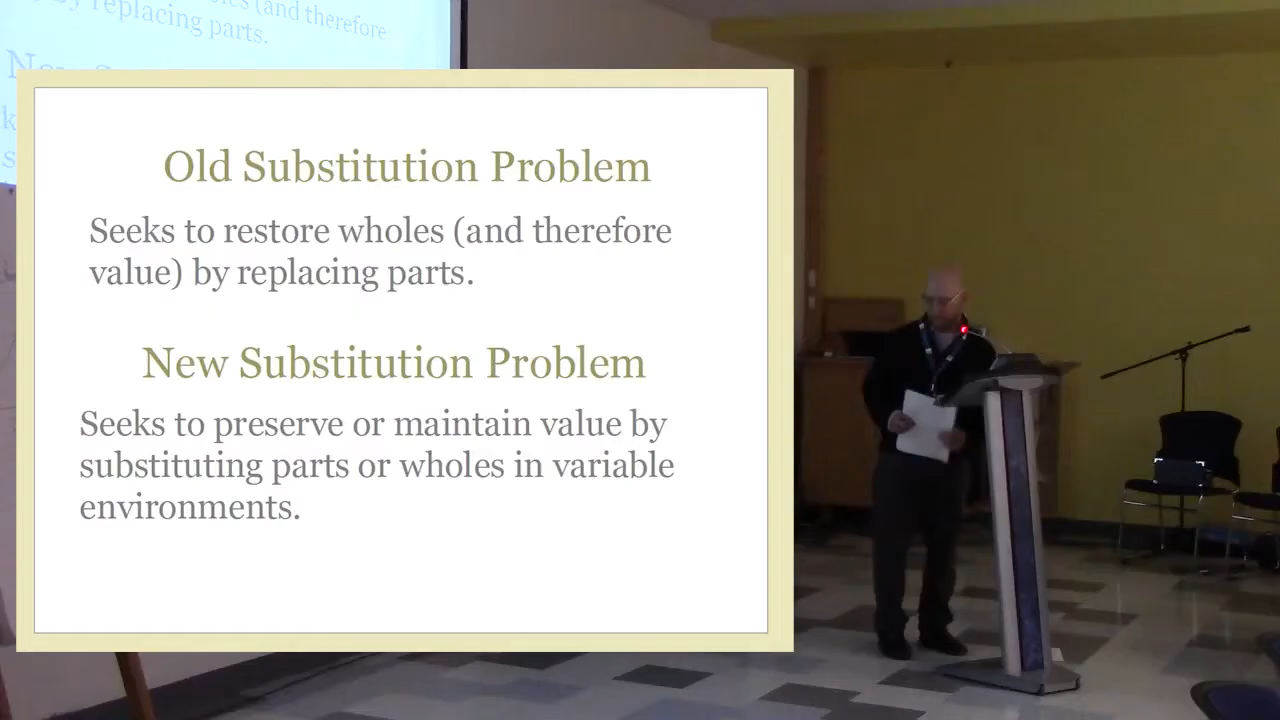 (and therefore
by replacing parts.
Old Substitution Problem
Seeks to restore wholes (and therefore
value) by replacing parts.
New Substitution Problem
Seeks to preserve or maintain value by
substituting parts or wholes in variable
environments.